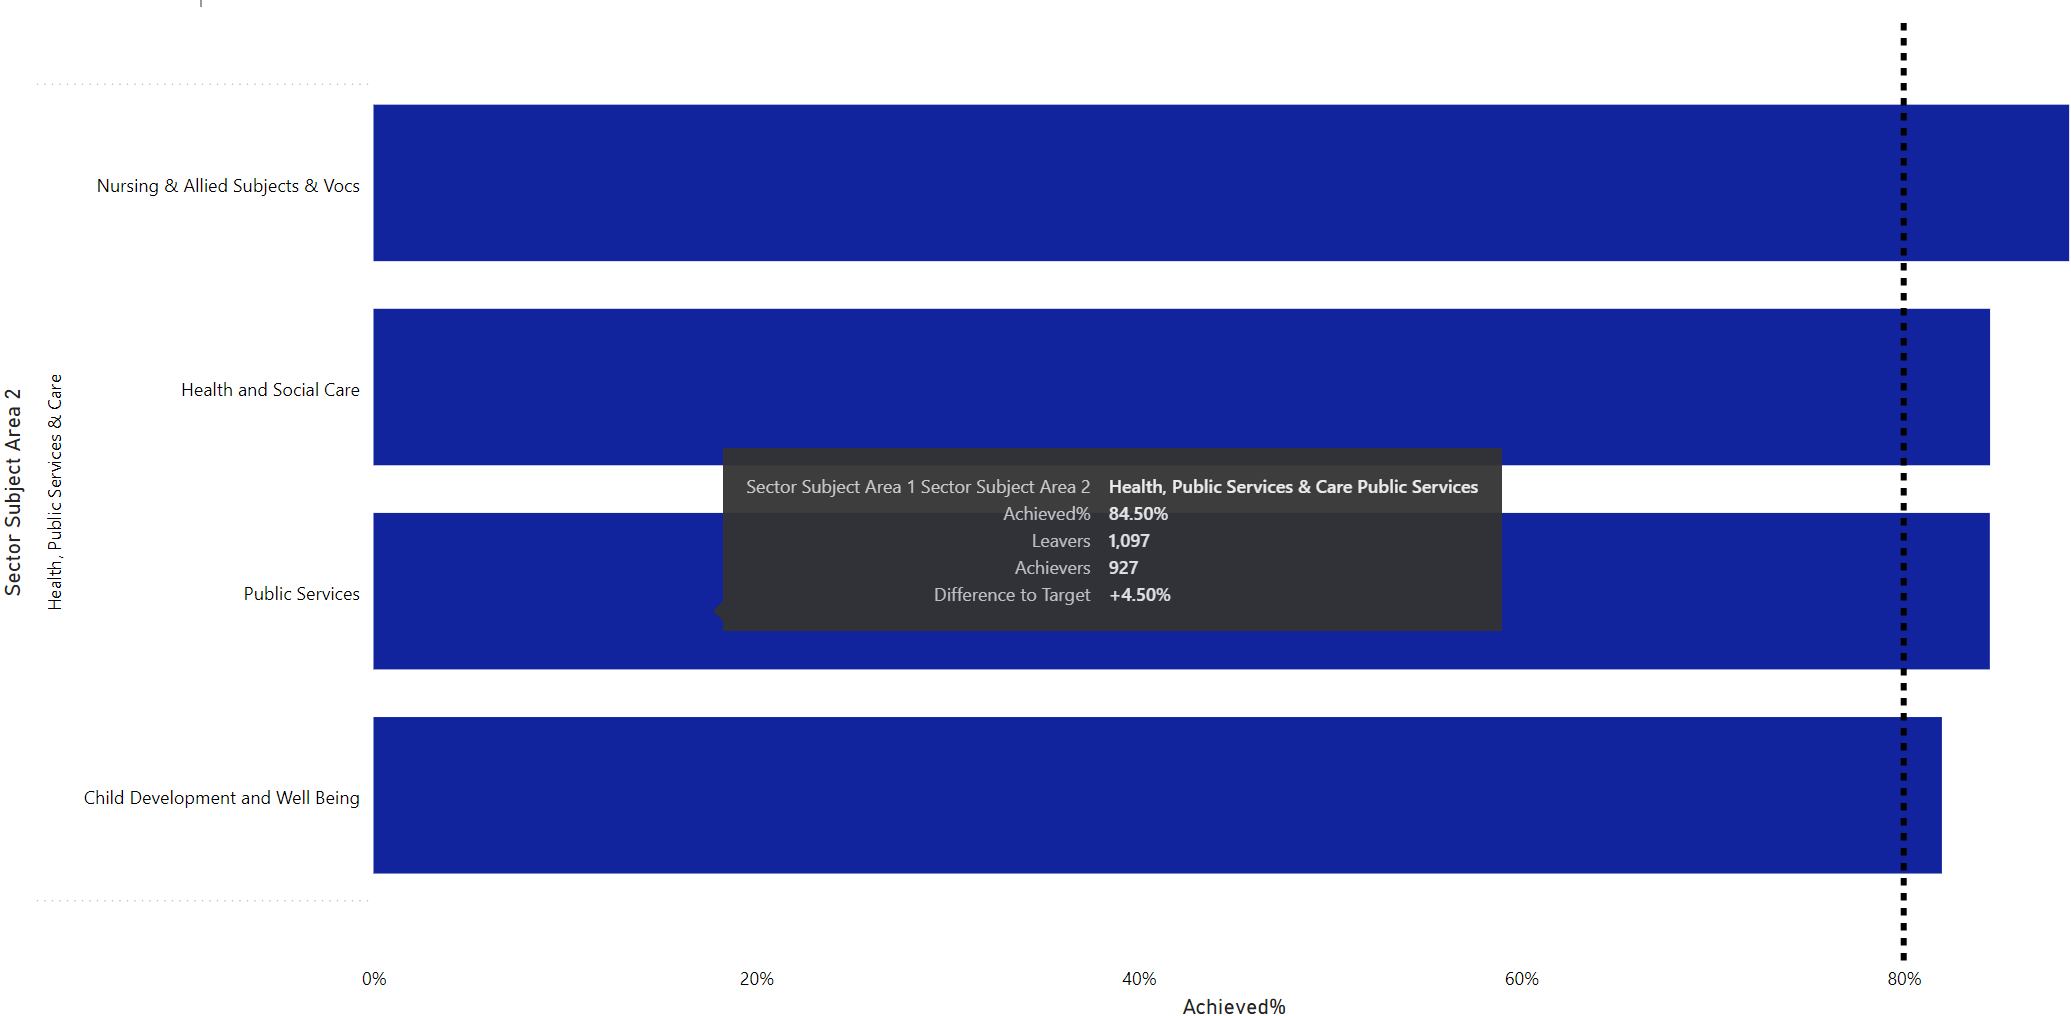 Sector Subject Area 2
Health, Public Services & Care
Nursing & Allied Subjects & Vocs
Health and Social Care
Public Services
Child Development and Well Being
Sector Subject Area 1 Sector Subject Area 2 Health, Public Services & Care Public Services
Achieved% 84.50%
Leavers 1,097
Achievers 927
Difference to Target +4.50%
0% 20% 40% 60% 80%
Achieved%